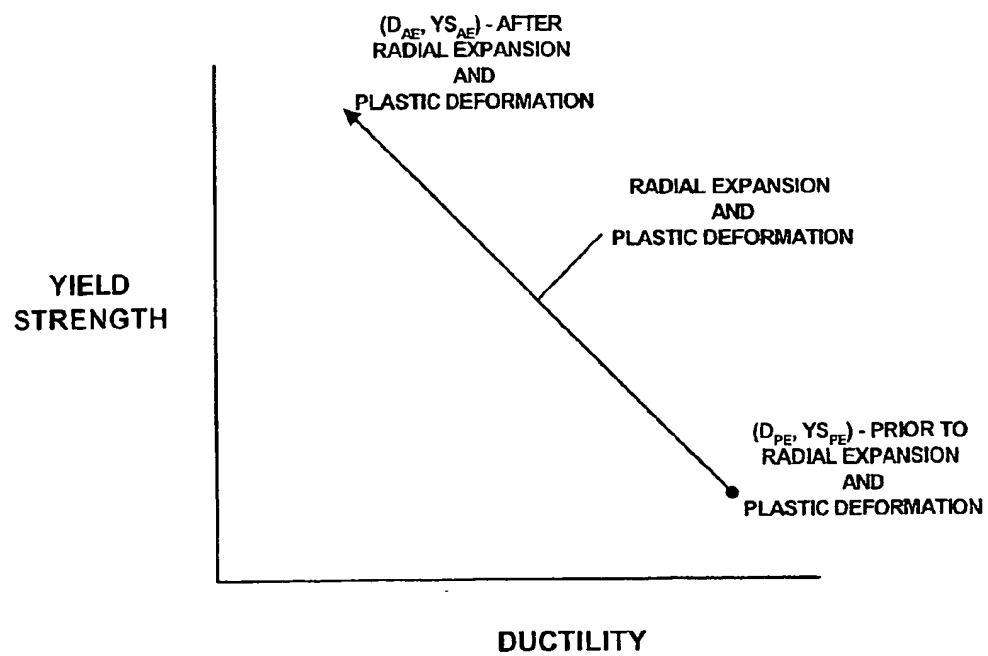 (D_AE, YS_AE) - AFTER
RADIAL EXPANSION
AND
PLASTIC DEFORMATION
RADIAL EXPANSION
AND
PLASTIC DEFORMATION
YIELD
STRENGTH
(D_PE, YS_PE) - PRIOR TO
RADIAL EXPANSION
AND
PLASTIC DEFORMATION
DUCTILITY